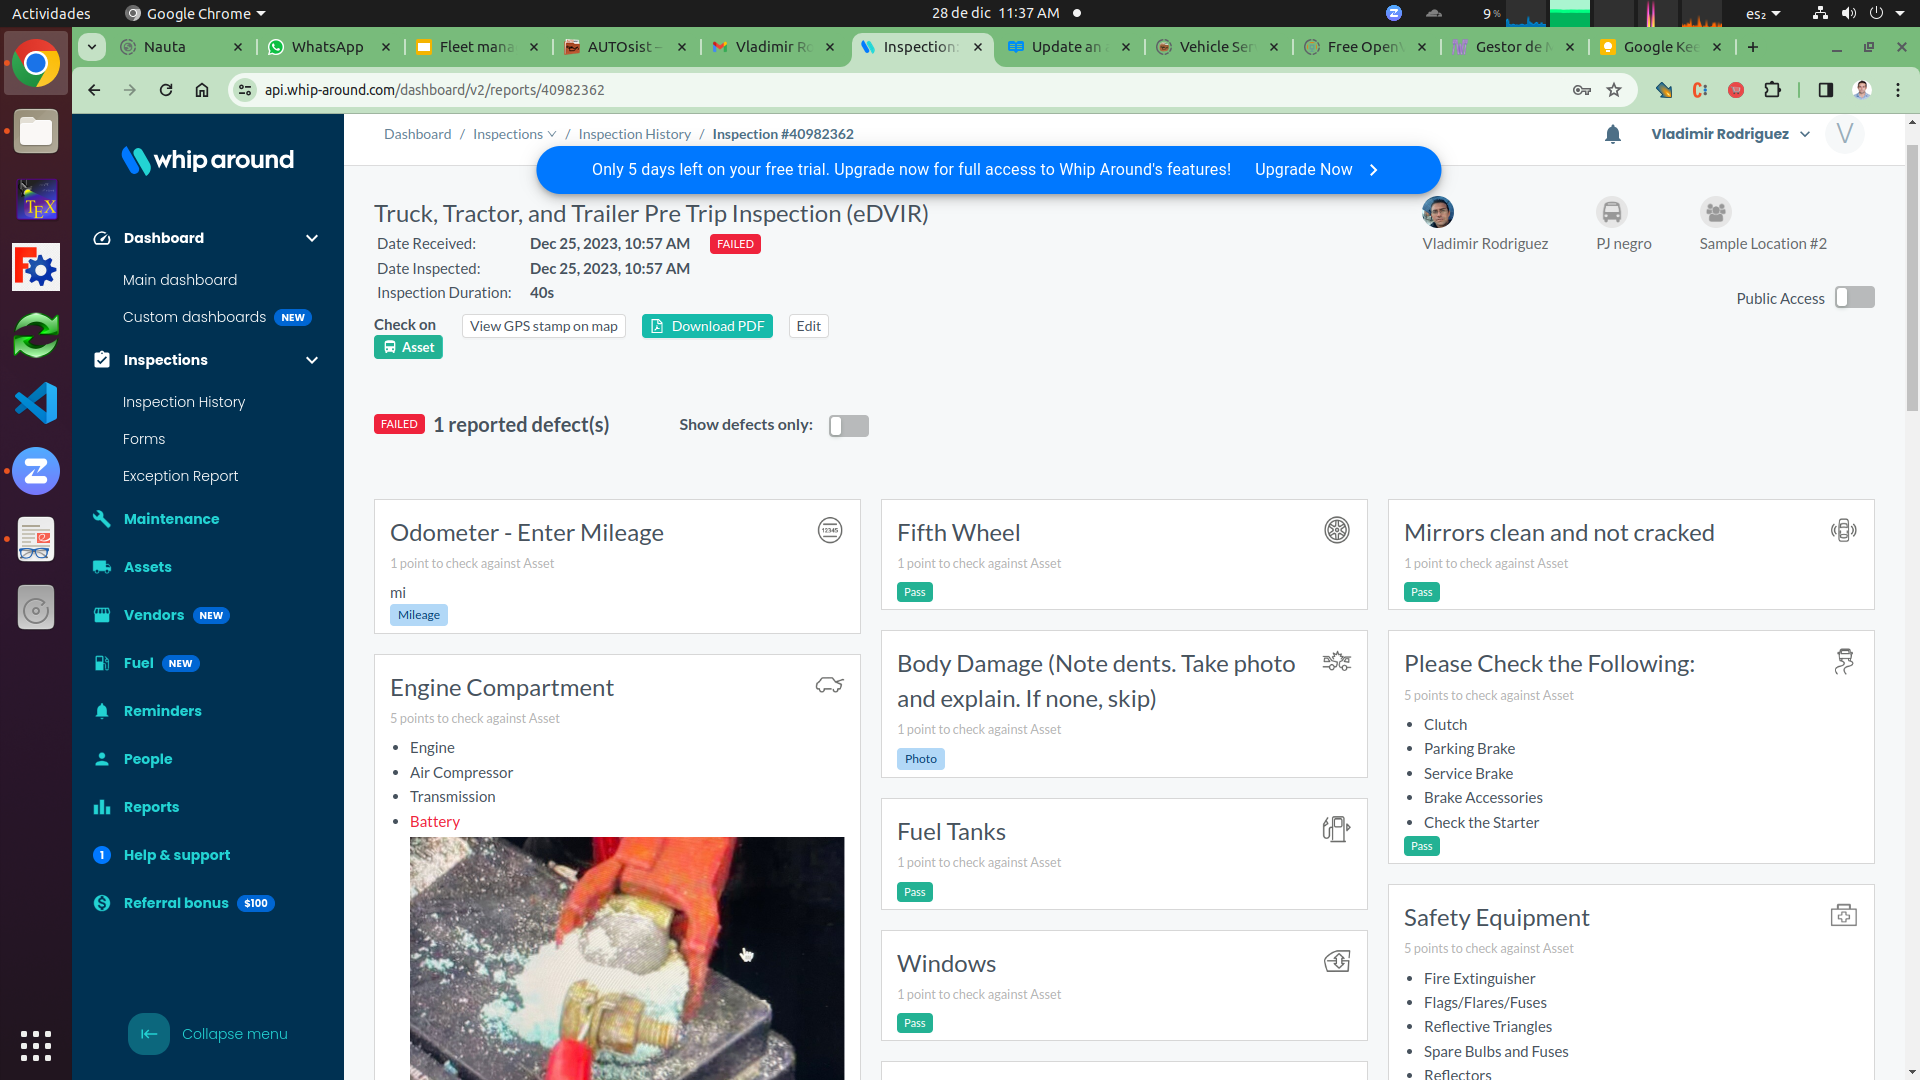 Actividades
Google Chrome
28 de dic 11:37 AM
9 %
es₂
Nauta
WhatsApp
Fleet mana
AUTOsist –
Vladimir Ro
Inspection:
Update an a
Vehicle Ser
Free Open
Gestor de M
Google Kee
api.whip-around.com/dashboard/v2/reports/40982362
whip around
Dashboard
Main dashboard
Custom dashboards NEW
Inspections
Inspection History
Forms
Exception Report
Maintenance
Assets
Vendors NEW
Fuel NEW
Reminders
People
Reports
1 Help & support
Referral bonus $100
Collapse menu
Dashboard / Inspections / Inspection History / Inspection #40982362
Vladimir Rodriguez V
Only 5 days left on your free trial. Upgrade now for full access to Whip Around's features! Upgrade Now
Truck, Tractor, and Trailer Pre Trip Inspection (eDVIR)
Date Received: Dec 25, 2023, 10:57 AM FAILED
Date Inspected: Dec 25, 2023, 10:57 AM
Inspection Duration: 40s
Vladimir Rodriguez
PJ negro
Sample Location #2
Public Access
Check on
Asset
View GPS stamp on map
Download PDF
Edit
FAILED 1 reported defect(s)
Show defects only:
Odometer - Enter Mileage
12345
1 point to check against Asset
mi
Mileage
Engine Compartment
5 points to check against Asset
Engine
Air Compressor
Transmission
Battery
Fifth Wheel
1 point to check against Asset
Pass
Body Damage (Note dents. Take photo
and explain. If none, skip)
1 point to check against Asset
Photo
Fuel Tanks
1 point to check against Asset
Pass
Windows
1 point to check against Asset
Pass
Mirrors clean and not cracked
1 point to check against Asset
Pass
Please Check the Following:
5 points to check against Asset
Clutch
Parking Brake
Service Brake
Brake Accessories
Check the Starter
Pass
Safety Equipment
5 points to check against Asset
Fire Extinguisher
Flags/Flares/Fuses
Reflective Triangles
Spare Bulbs and Fuses
Reflectors